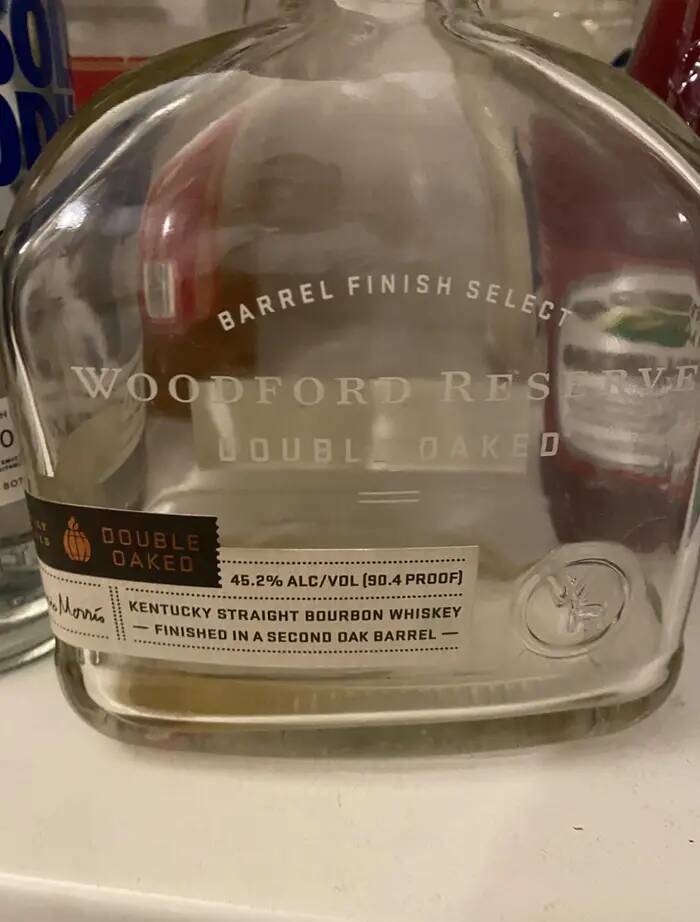 BARREL FINISH SELECT
WOODFORD RESERVE
DOUBLE OAKED
DOUBLE
OAKED
45.2% ALC/VOL (90.4 PROOF)
Morris
KENTUCKY STRAIGHT BOURBON WHISKEY
— FINISHED IN A SECOND OAK BARREL —